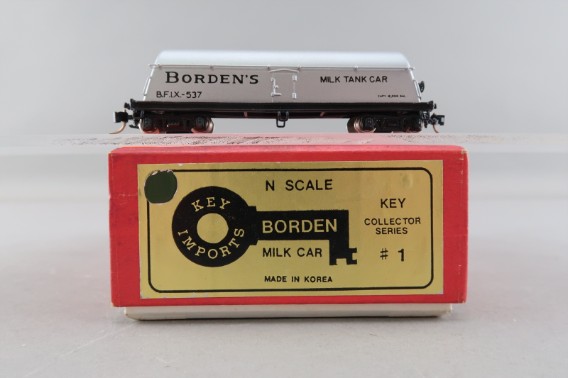 BORDEN'S
MILK TANK CAR
B.F.I.X.-537
N SCALE
KEY IMPORTS
BORDEN
MILK CAR
MADE IN KOREA
KEY
COLLECTOR
SERIES
# 1